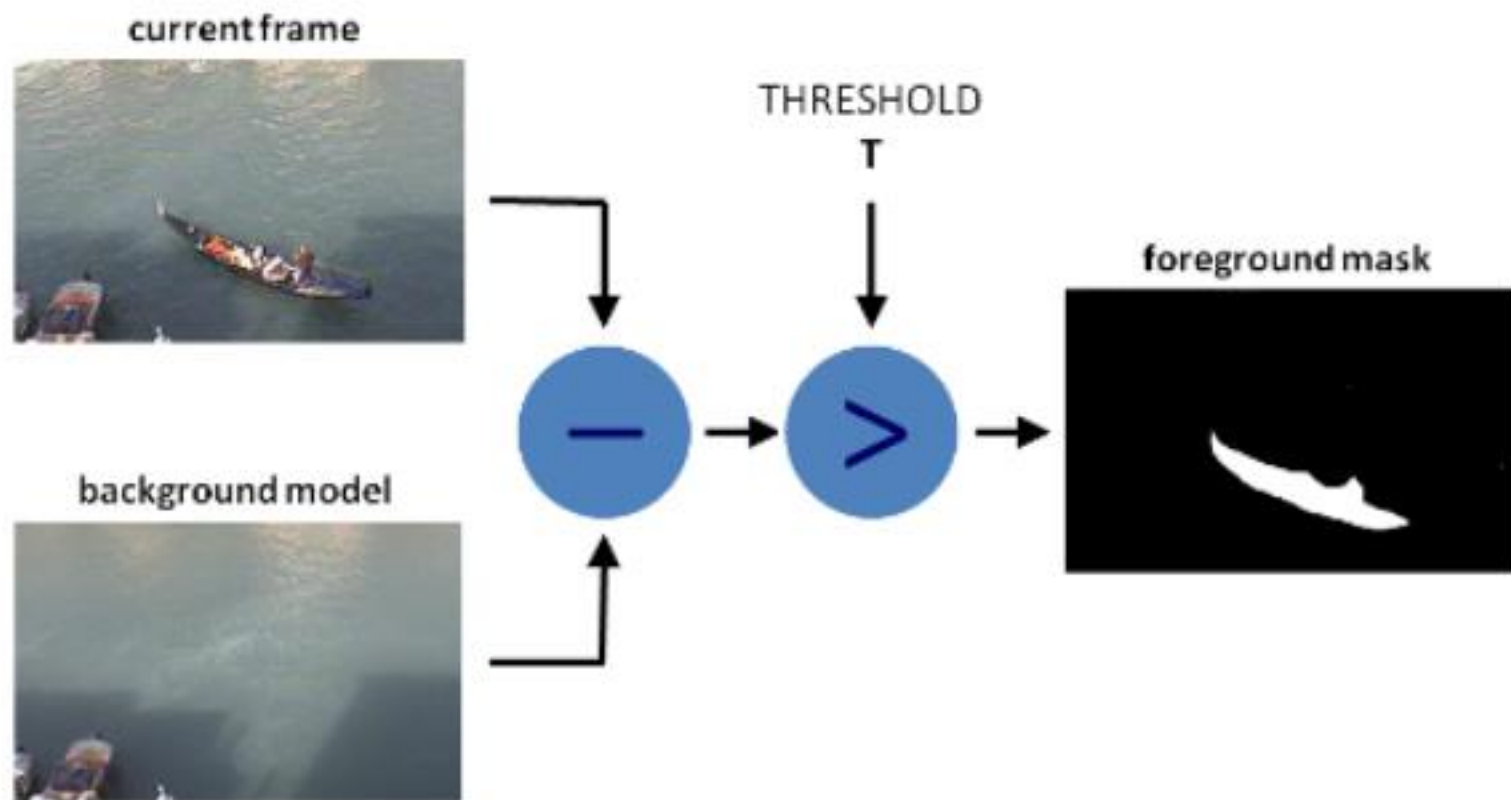 current frame
THRESHOLD
T
foreground mask
background model
−
>